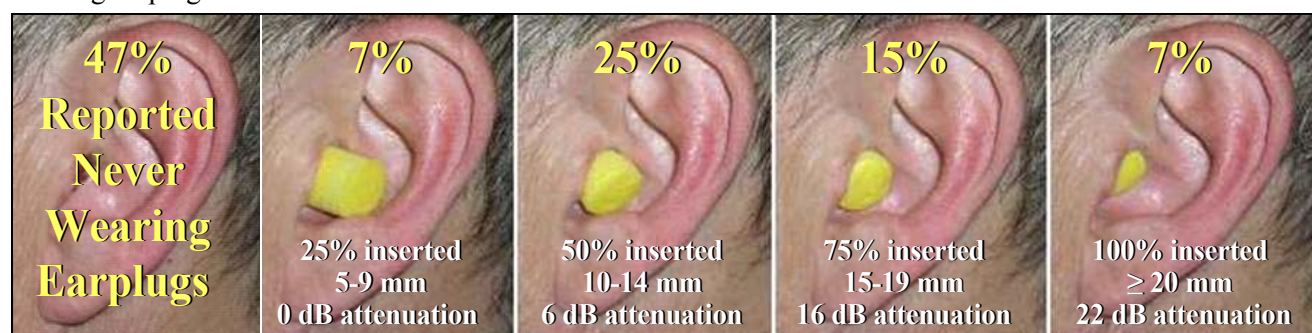 47%
Reported
Never
Wearing
Earplugs
7%
25% inserted
5-9 mm
0 dB attenuation
25%
50% inserted
10-14 mm
6 dB attenuation
15%
75% inserted
15-19 mm
16 dB attenuation
7%
100% inserted
≥ 20 mm
22 dB attenuation